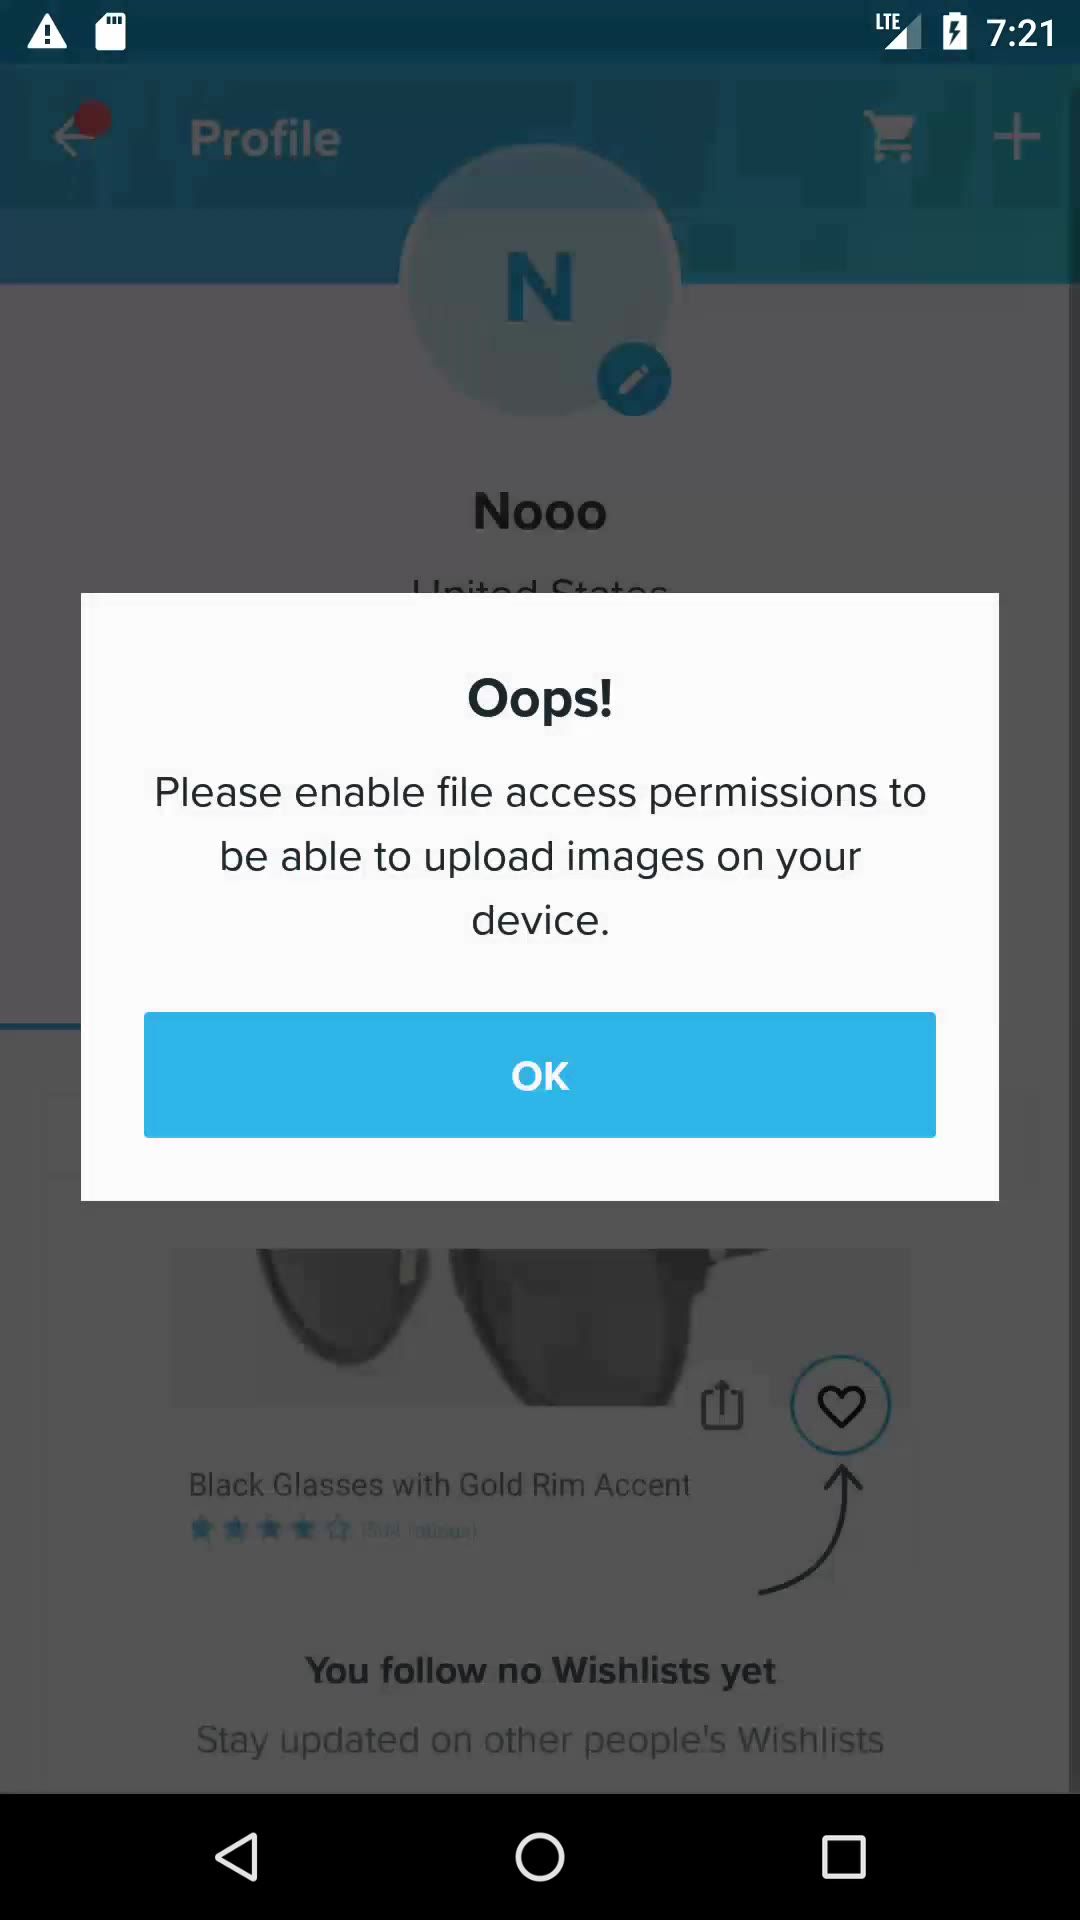 LTE 7:21
Profile
N
Nooo
United States
Oops!
Please enable file access permissions to
be able to upload images on your
device.
OK
Black Glasses with Gold Rim Accent
You follow no Wishlists yet
Stay updated on other people's Wishlists